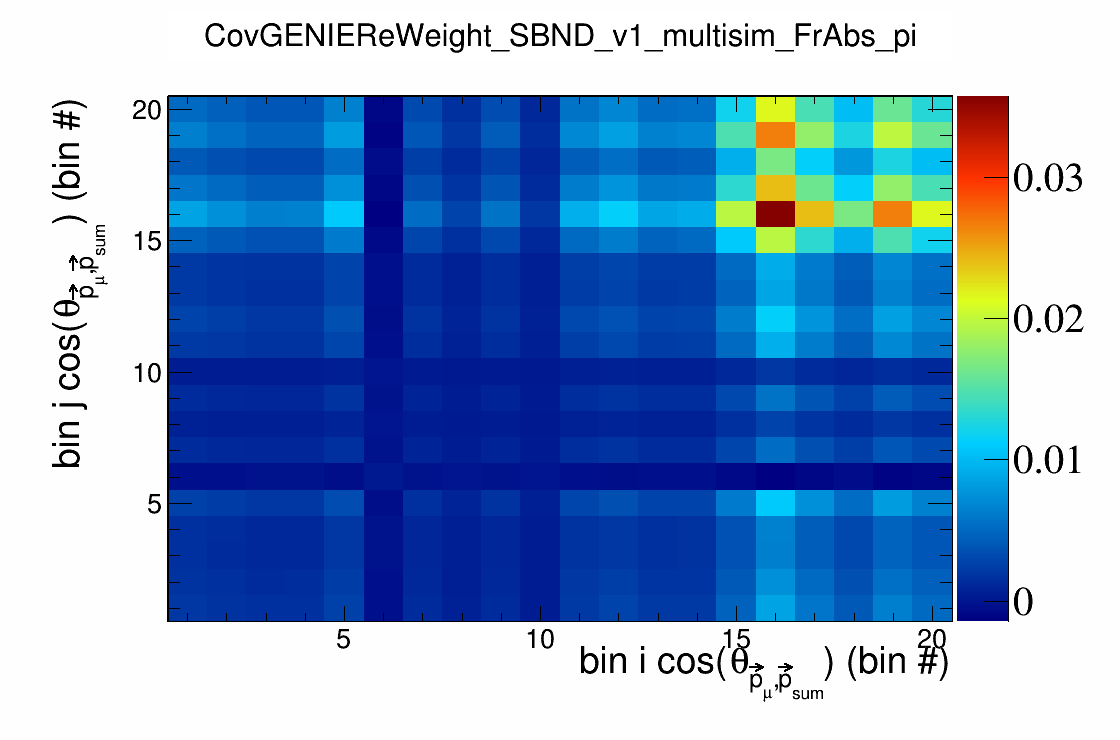 CovGENIEReWeight_SBND_v1_multisim_FrAbs_pi
bin j cos(θ p⃗μ,p⃗sum) (bin #)
20
15
10
5
0.03
0.02
0.01
0
5 10 15 20
bin i cos(θ p⃗μ,p⃗sum) (bin #)